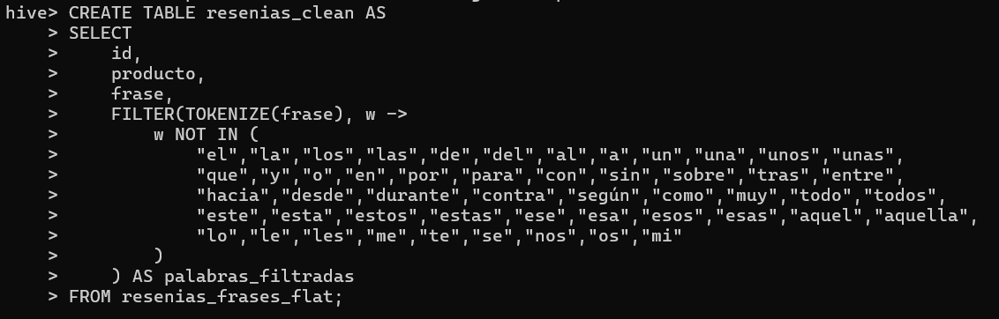 hive> CREATE TABLE resenias_clean AS
    > SELECT
    >     id,
    >     producto,
    >     frase,
    >     FILTER(TOKENIZE(frase), w ->
    >         w NOT IN (
    >             "el","la","los","las","de","del","al","a","un","una","unos","unas",
    >             "que","y","o","en","por","para","con","sin","sobre","tras","entre",
    >             "hacia","desde","durante","contra","según","como","muy","todo","todos",
    >             "este","esta","estos","estas","ese","esa","esos","esas","aquel","aquella",
    >             "lo","le","les","me","te","se","nos","os","mi"
    >         )
    >     ) AS palabras_filtradas
    > FROM resenias_frases_flat;